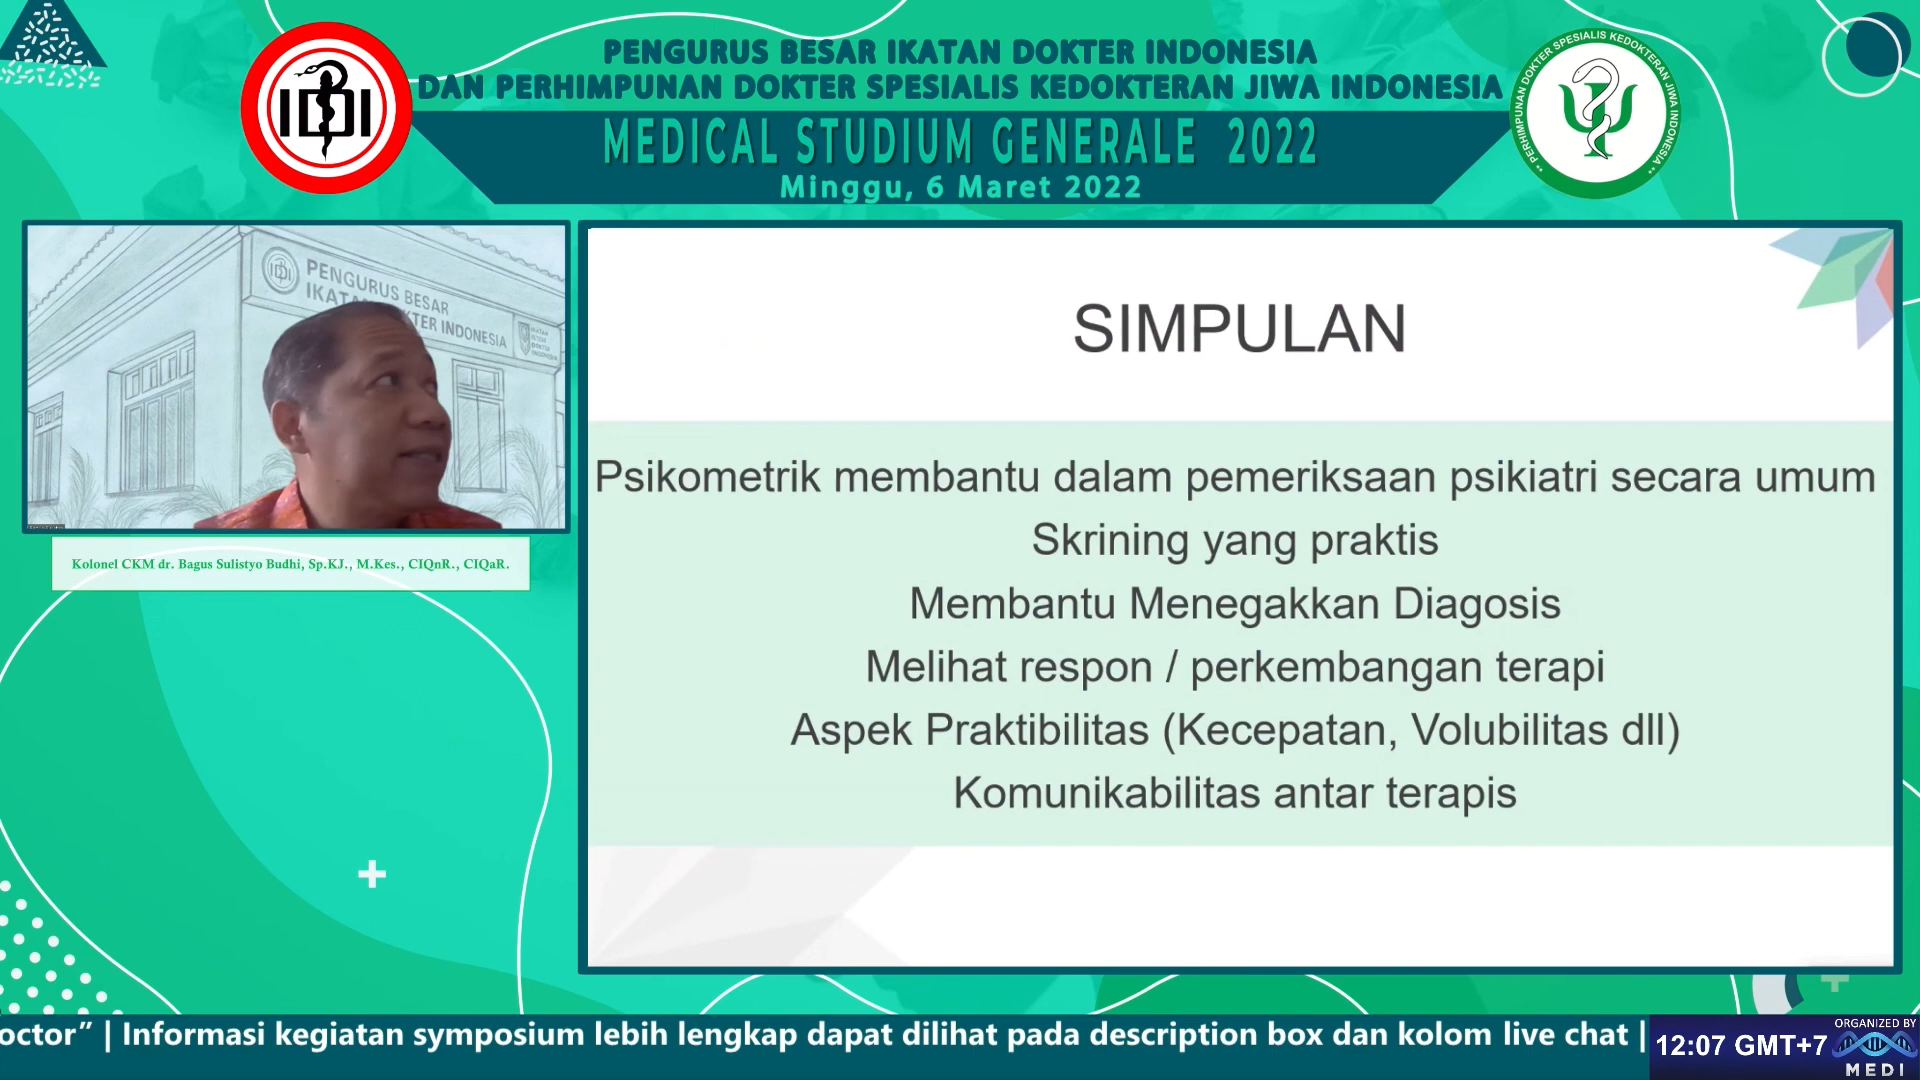 PENGURUS BESAR IKATAN DOKTER INDONESIA
DAN PERHIMPUNAN DOKTER SPESIALIS KEDOKTERAN JIWA INDONESIA
MEDICAL STUDIUM GENERALE 2022
Minggu, 6 Maret 2022
IDI
PERHIMPUNAN DOKTER SPESIALIS KEDOKTERAN JIWA INDONESIA
PENGURUS BESAR
IKATAN DOKTER INDONESIA
Kolonel CKM dr. Bagus Sulistyo Budhi, Sp.KJ., M.Kes., CIQnR., CIQaR.
SIMPULAN
Psikometrik membantu dalam pemeriksaan psikiatri secara umum
Skrining yang praktis
Membantu Menegakkan Diagosis
Melihat respon / perkembangan terapi
Aspek Praktibilitas (Kecepatan, Volubilitas dll)
Komunikabilitas antar terapis
octor” | Informasi kegiatan symposium lebih lengkap dapat dilihat pada description box dan kolom live chat |
12:07 GMT+7
ORGANIZED BY
MEDI